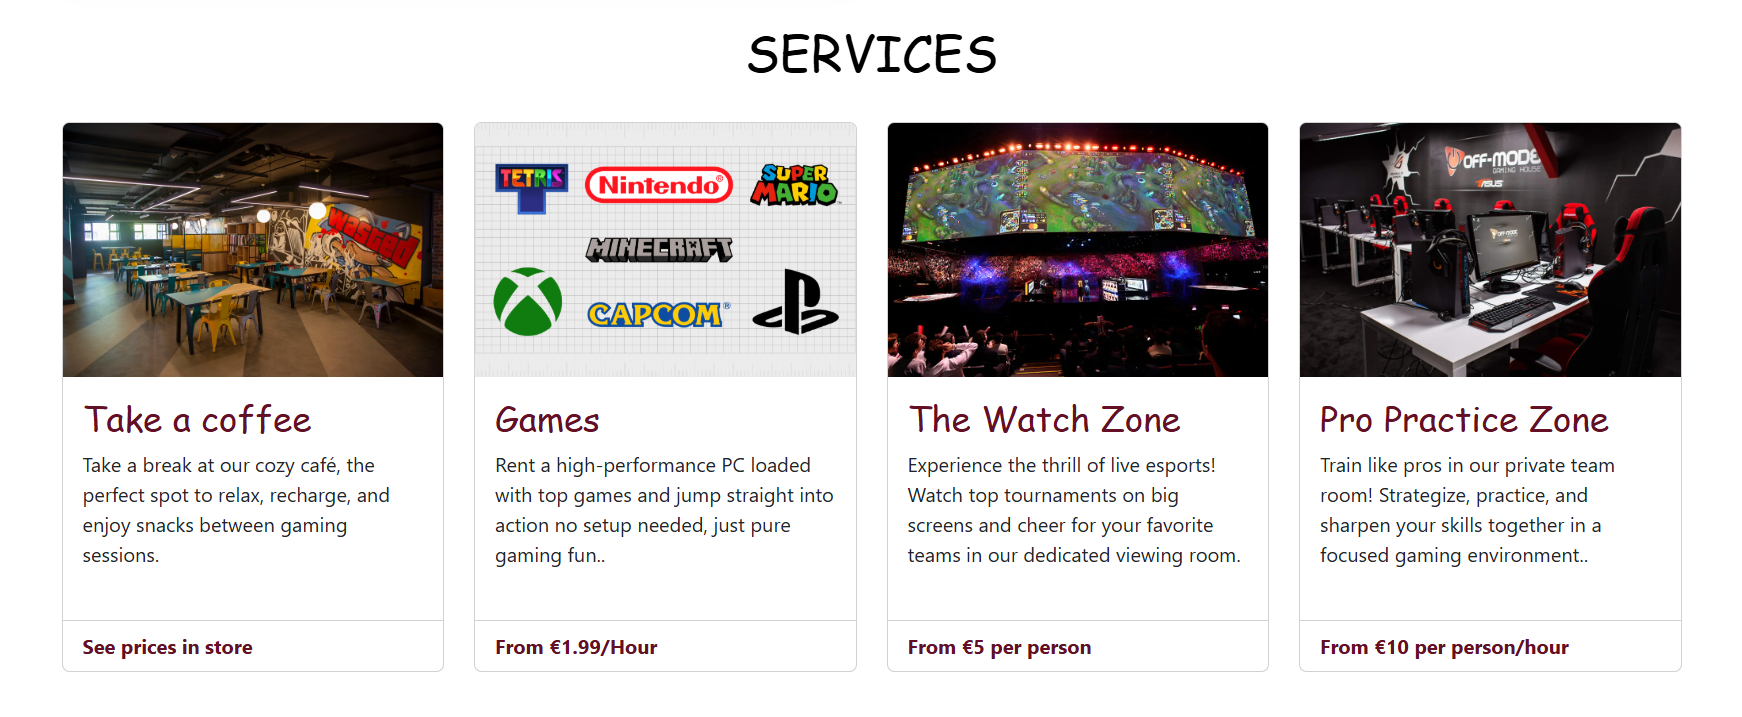 SERVICES
Wasted
TETRIS
Nintendo®
SUPER
MARIO™
MINECRAFT
CAPCOM®
OFF-MODE
GAMING HOUSE
ASUS
OFF-MODE
Take a coffee
Take a break at our cozy café, the
perfect spot to relax, recharge, and
enjoy snacks between gaming
sessions.
See prices in store
Games
Rent a high-performance PC loaded
with top games and jump straight into
action no setup needed, just pure
gaming fun..
From €1.99/Hour
The Watch Zone
Experience the thrill of live esports!
Watch top tournaments on big
screens and cheer for your favorite
teams in our dedicated viewing room.
From €5 per person
Pro Practice Zone
Train like pros in our private team
room! Strategize, practice, and
sharpen your skills together in a
focused gaming environment..
From €10 per person/hour